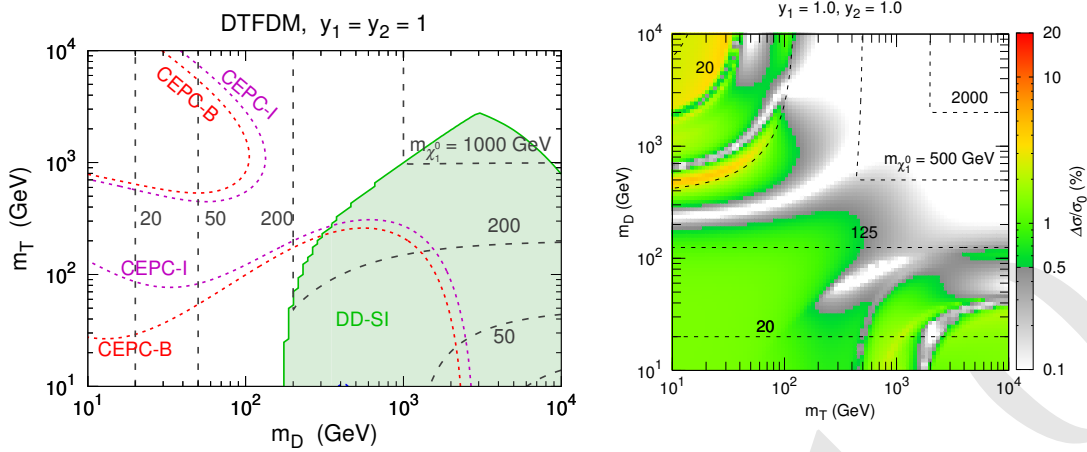 DTFDM, y₁ = y₂ = 1
10⁴
10³
10²
10¹
m_T (GeV)
CEPC-I
CEPC-B
m_χ₁⁰ = 1000 GeV
20
50
200
200
CEPC-I
DD-SI
50
CEPC-B
10¹
10²
10³
10⁴
m_D (GeV)
y₁ = 1.0, y₂ = 1.0
10⁴
10³
10²
10
m_D (GeV)
20
2000
m_χ₁⁰ = 500 GeV
125
20
10
10²
10³
10⁴
m_T (GeV)
20
10
1
0.5
0.1
Δσ/σ₀ (%)